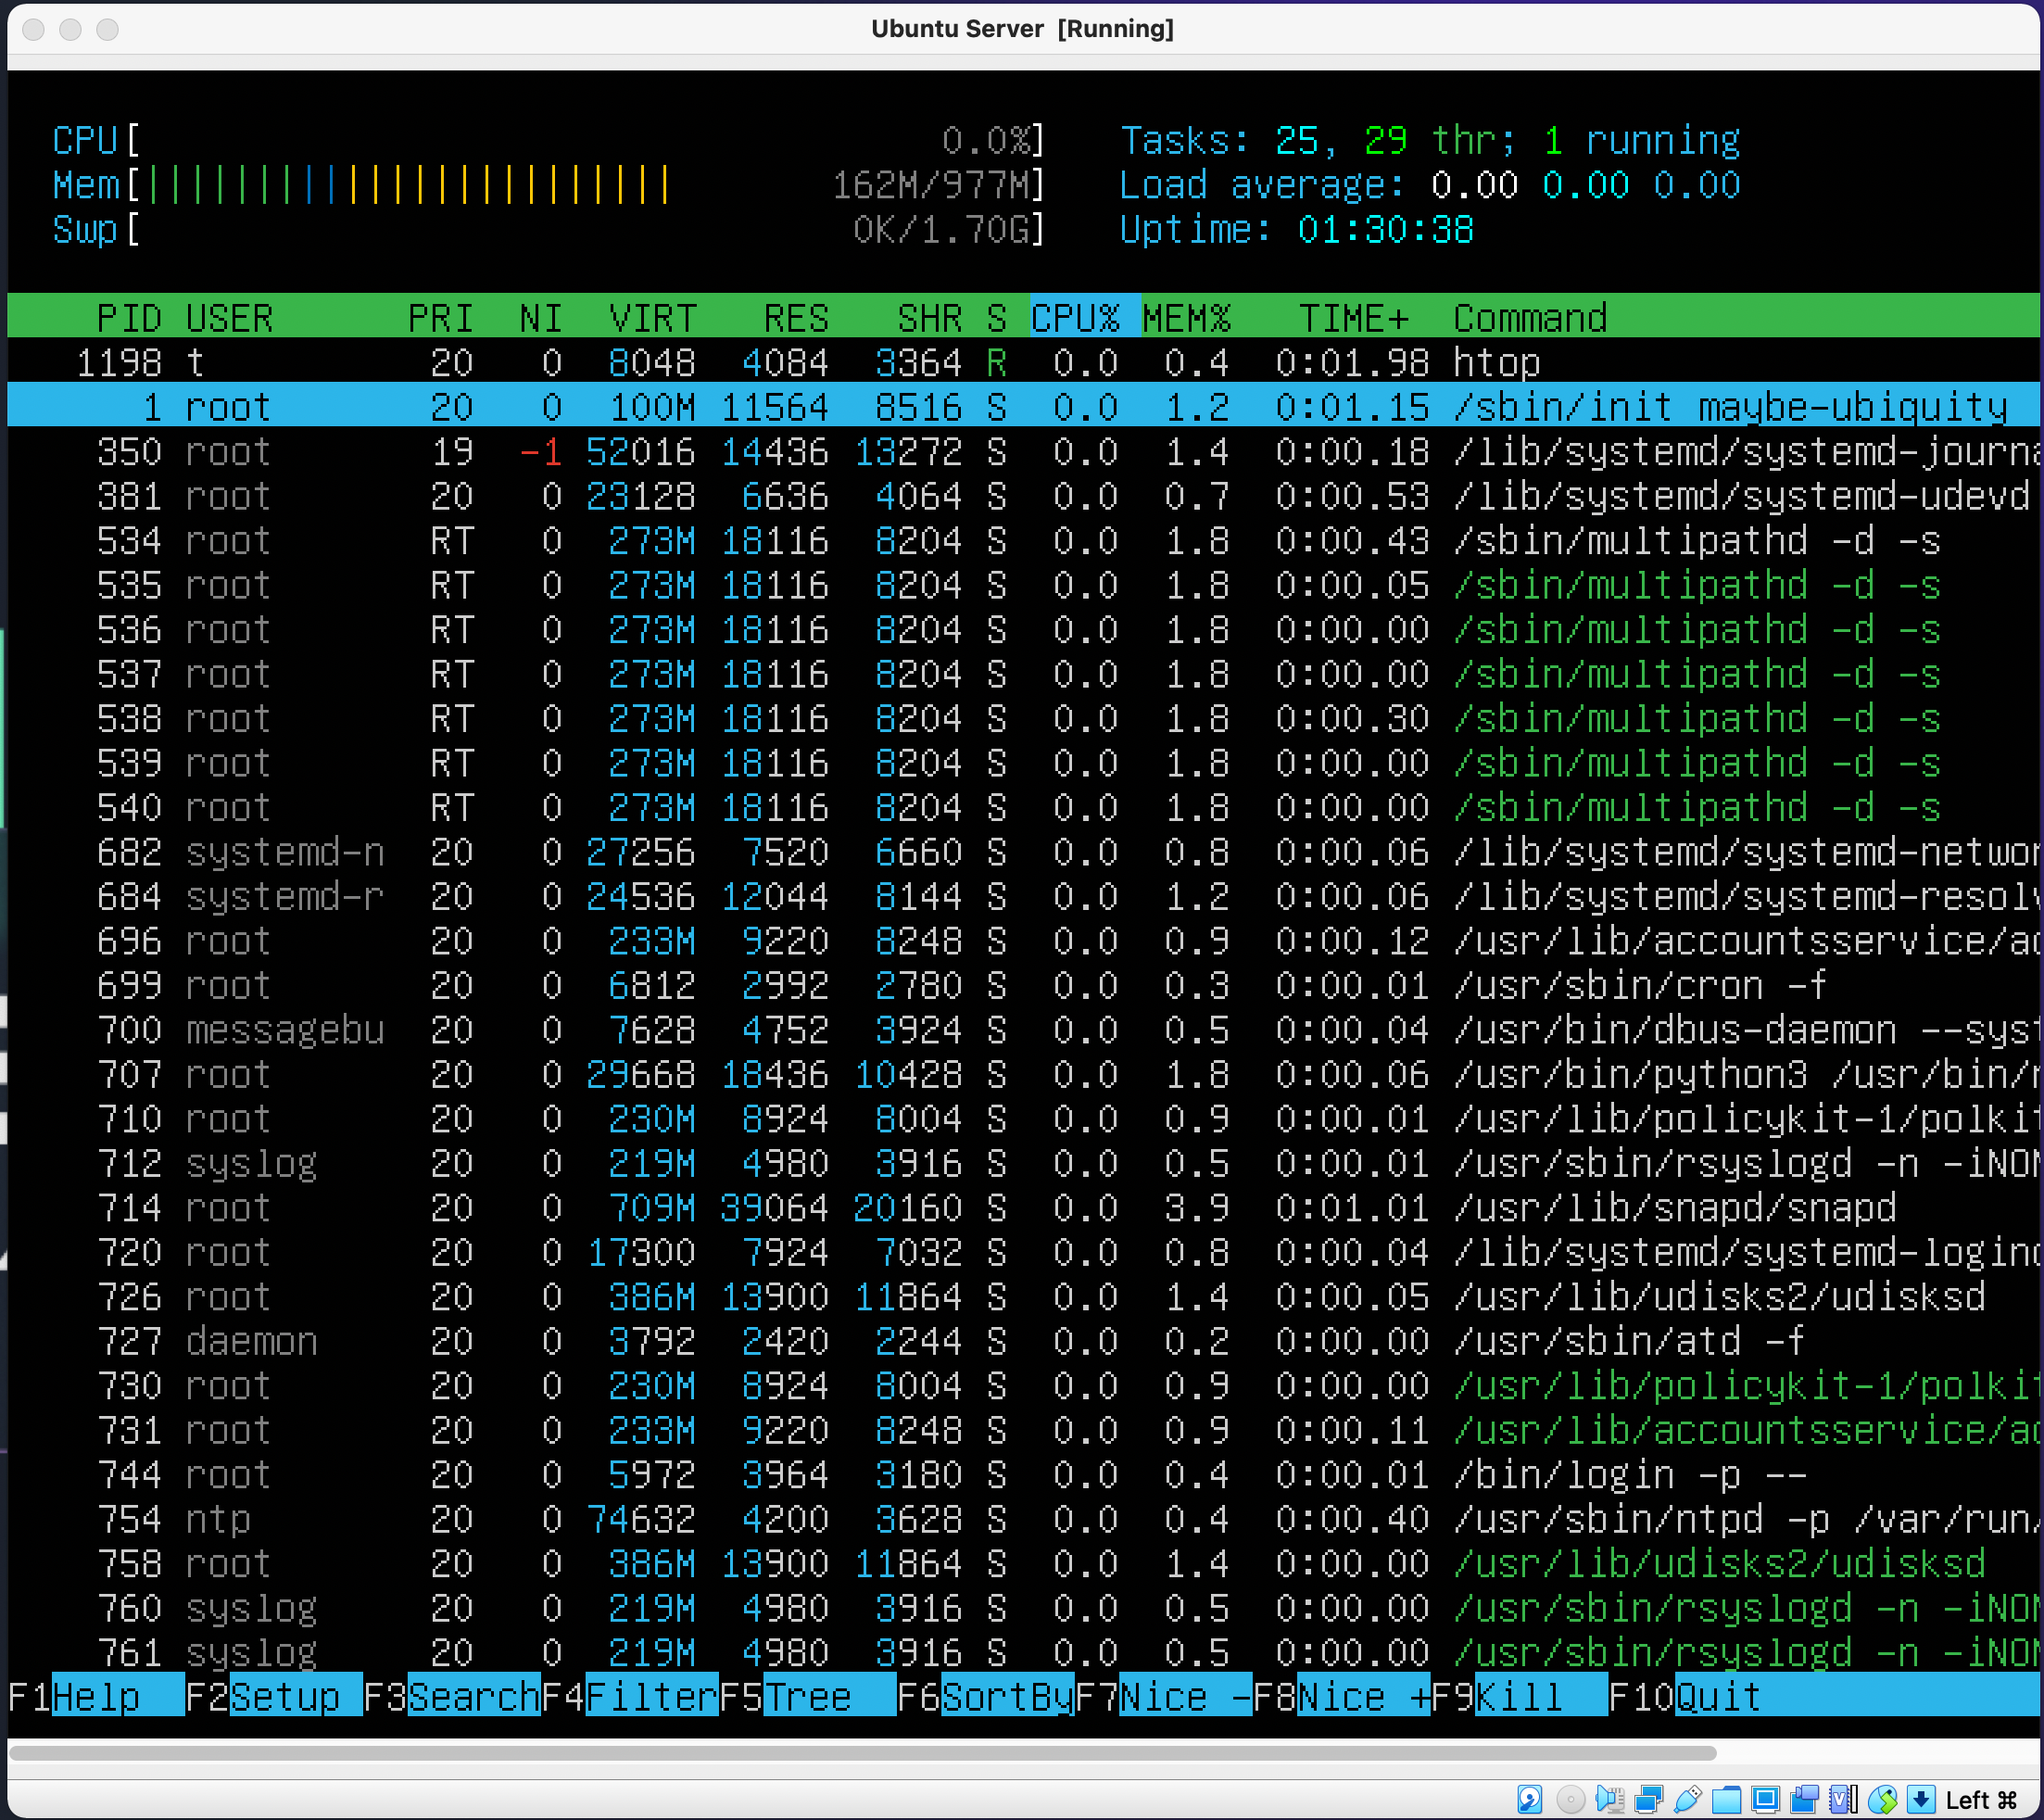 Ubuntu Server [Running]
CPU[ 0.0%] Tasks: 25, 29 thr; 1 running
Mem[||||||||||||||||||||||||162M/977M] Load average: 0.00 0.00 0.00
Swp[ 0K/1.70G] Uptime: 01:30:38
PID USER PRI NI VIRT RES SHR S CPU% MEM% TIME+ Command
1198 t 20 0 8048 4084 3364 R 0.0 0.4 0:01.98 htop
1 root 20 0 100M 11564 8516 S 0.0 1.2 0:01.15 /sbin/init maybe-ubiquity
350 root 19 -1 52016 14436 13272 S 0.0 1.4 0:00.18 /lib/systemd/systemd-journa
381 root 20 0 23128 6636 4064 S 0.0 0.7 0:00.53 /lib/systemd/systemd-udevd
534 root RT 0 273M 18116 8204 S 0.0 1.8 0:00.43 /sbin/multipathd -d -s
535 root RT 0 273M 18116 8204 S 0.0 1.8 0:00.05 /sbin/multipathd -d -s
536 root RT 0 273M 18116 8204 S 0.0 1.8 0:00.00 /sbin/multipathd -d -s
537 root RT 0 273M 18116 8204 S 0.0 1.8 0:00.00 /sbin/multipathd -d -s
538 root RT 0 273M 18116 8204 S 0.0 1.8 0:00.30 /sbin/multipathd -d -s
539 root RT 0 273M 18116 8204 S 0.0 1.8 0:00.00 /sbin/multipathd -d -s
540 root RT 0 273M 18116 8204 S 0.0 1.8 0:00.00 /sbin/multipathd -d -s
682 systemd-n 20 0 27256 7520 6660 S 0.0 0.8 0:00.06 /lib/systemd/systemd-networ
684 systemd-r 20 0 24536 12044 8144 S 0.0 1.2 0:00.06 /lib/systemd/systemd-resolv
696 root 20 0 233M 9220 8248 S 0.0 0.9 0:00.12 /usr/lib/accountsservice/ac
699 root 20 0 6812 2992 2780 S 0.0 0.3 0:00.01 /usr/sbin/cron -f
700 messagebu 20 0 7628 4752 3924 S 0.0 0.5 0:00.04 /usr/bin/dbus-daemon --syst
707 root 20 0 29668 18436 10428 S 0.0 1.8 0:00.06 /usr/bin/python3 /usr/bin/n
710 root 20 0 230M 8924 8004 S 0.0 0.9 0:00.01 /usr/lib/policykit-1/polkit
712 syslog 20 0 219M 4980 3916 S 0.0 0.5 0:00.01 /usr/sbin/rsyslogd -n -iNON
714 root 20 0 709M 39064 20160 S 0.0 3.9 0:01.01 /usr/lib/snapd/snapd
720 root 20 0 17300 7924 7032 S 0.0 0.8 0:00.04 /lib/systemd/systemd-logind
726 root 20 0 386M 13900 11864 S 0.0 1.4 0:00.05 /usr/lib/udisks2/udisksd
727 daemon 20 0 3792 2420 2244 S 0.0 0.2 0:00.00 /usr/sbin/atd -f
730 root 20 0 230M 8924 8004 S 0.0 0.9 0:00.00 /usr/lib/policykit-1/polkit
731 root 20 0 233M 9220 8248 S 0.0 0.9 0:00.11 /usr/lib/accountsservice/ac
744 root 20 0 5972 3964 3180 S 0.0 0.4 0:00.01 /bin/login -p --
754 ntp 20 0 74632 4200 3628 S 0.0 0.4 0:00.40 /usr/sbin/ntpd -p /var/run/
758 root 20 0 386M 13900 11864 S 0.0 1.4 0:00.00 /usr/lib/udisks2/udisksd
760 syslog 20 0 219M 4980 3916 S 0.0 0.5 0:00.00 /usr/sbin/rsyslogd -n -iNON
761 syslog 20 0 219M 4980 3916 S 0.0 0.5 0:00.00 /usr/sbin/rsyslogd -n -iNON
F1Help F2Setup F3SearchF4FilterF5Tree F6SortByF7Nice -F8Nice +F9Kill F10Quit
Left ⌘